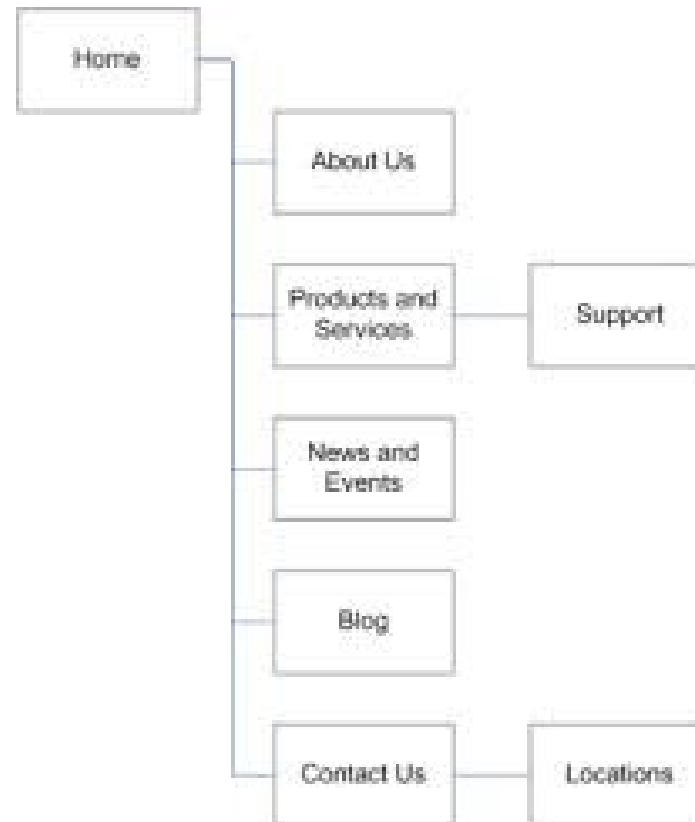 Home
About Us
Products and
Services
Support
News and
Events
Blog
Contact Us
Locations